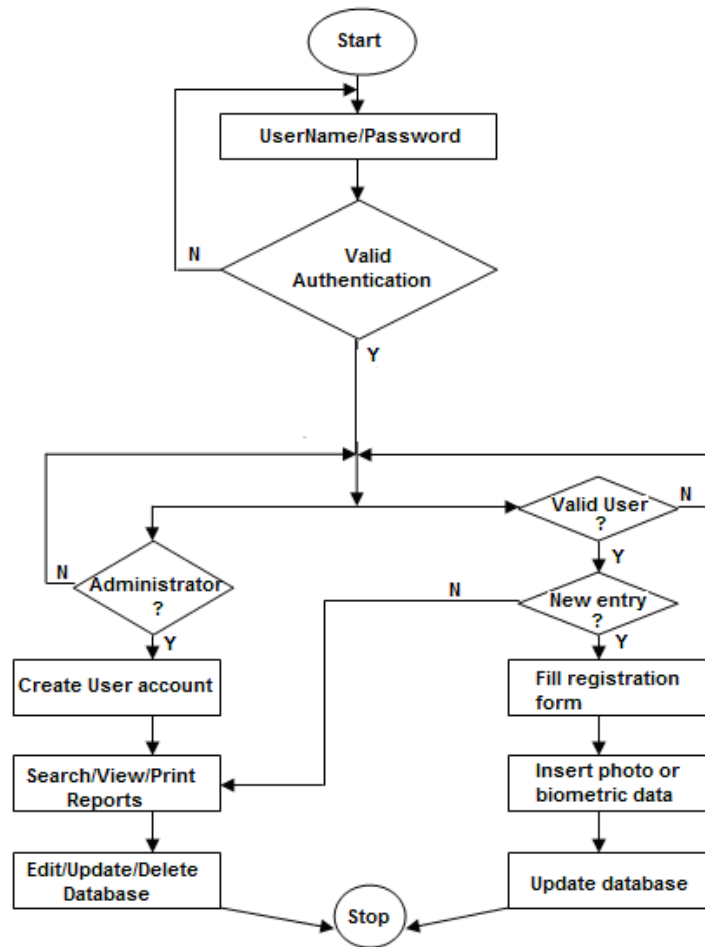 Start
UserName/Password
Valid
Authentication
N
Y
Valid User
?
N
Y
Administrator
?
N
Y
New entry
?
N
Y
Create User account
Fill registration
form
Search/View/Print
Reports
Insert photo or
biometric data
Edit/Update/Delete
Database
Update database
Stop